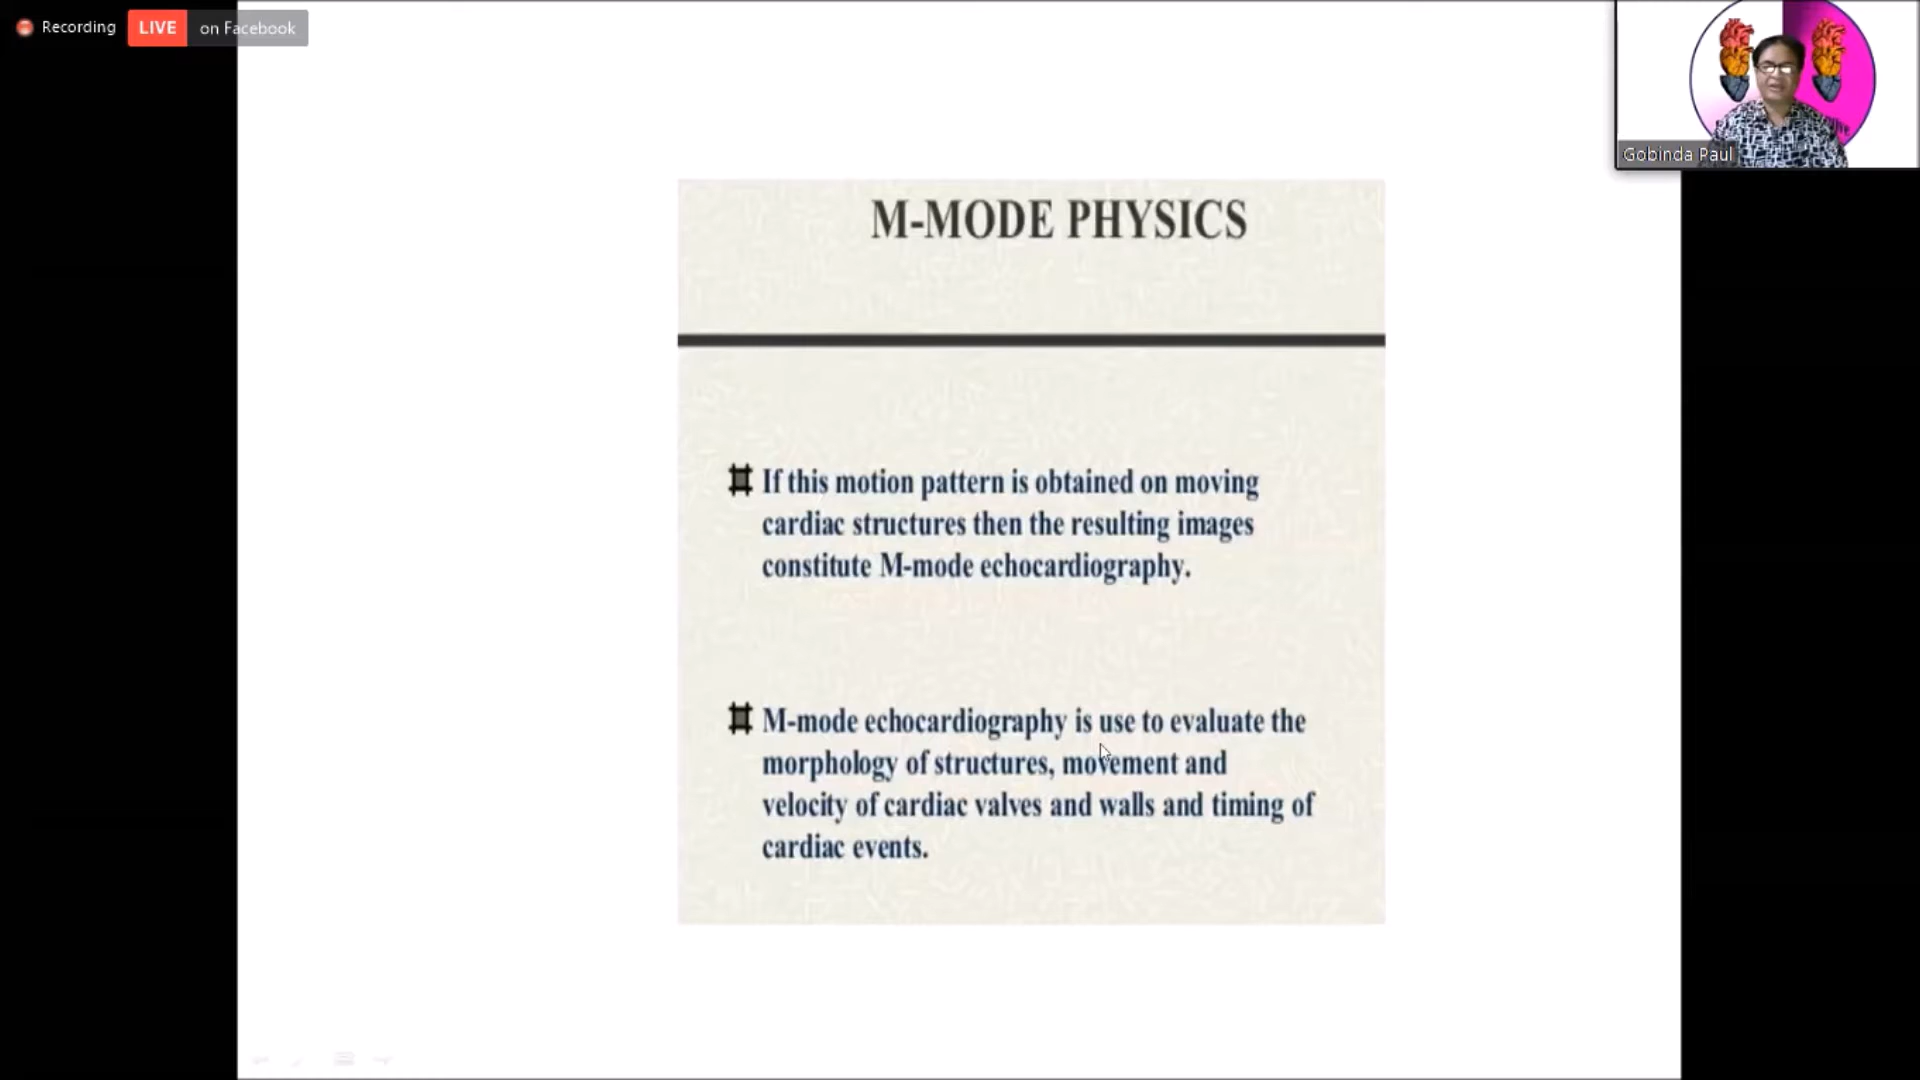 Recording LIVE on Facebook
Gobinda Paul
M-MODE PHYSICS
If this motion pattern is obtained on moving
cardiac structures then the resulting images
constitute M-mode echocardiography.
M-mode echocardiography is use to evaluate the
morphology of structures, movement and
velocity of cardiac valves and walls and timing of
cardiac events.